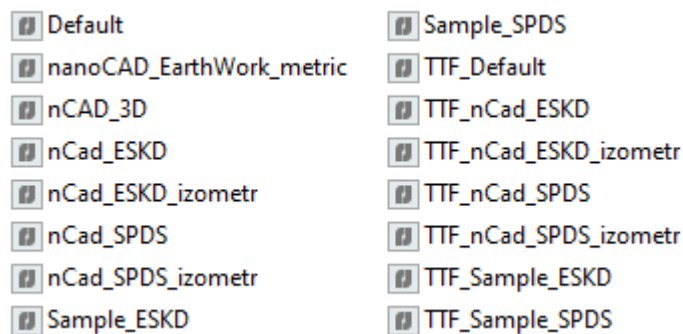 Default
nanoCAD_EarthWork_metric
nCAD_3D
nCad_ESKD
nCad_ESKD_izometr
nCad_SPDS
nCad_SPDS_izometr
Sample_ESKD
Sample_SPDS
TTF_Default
TTF_nCad_ESKD
TTF_nCad_ESKD_izometr
TTF_nCad_SPDS
TTF_nCad_SPDS_izometr
TTF_Sample_ESKD
TTF_Sample_SPDS